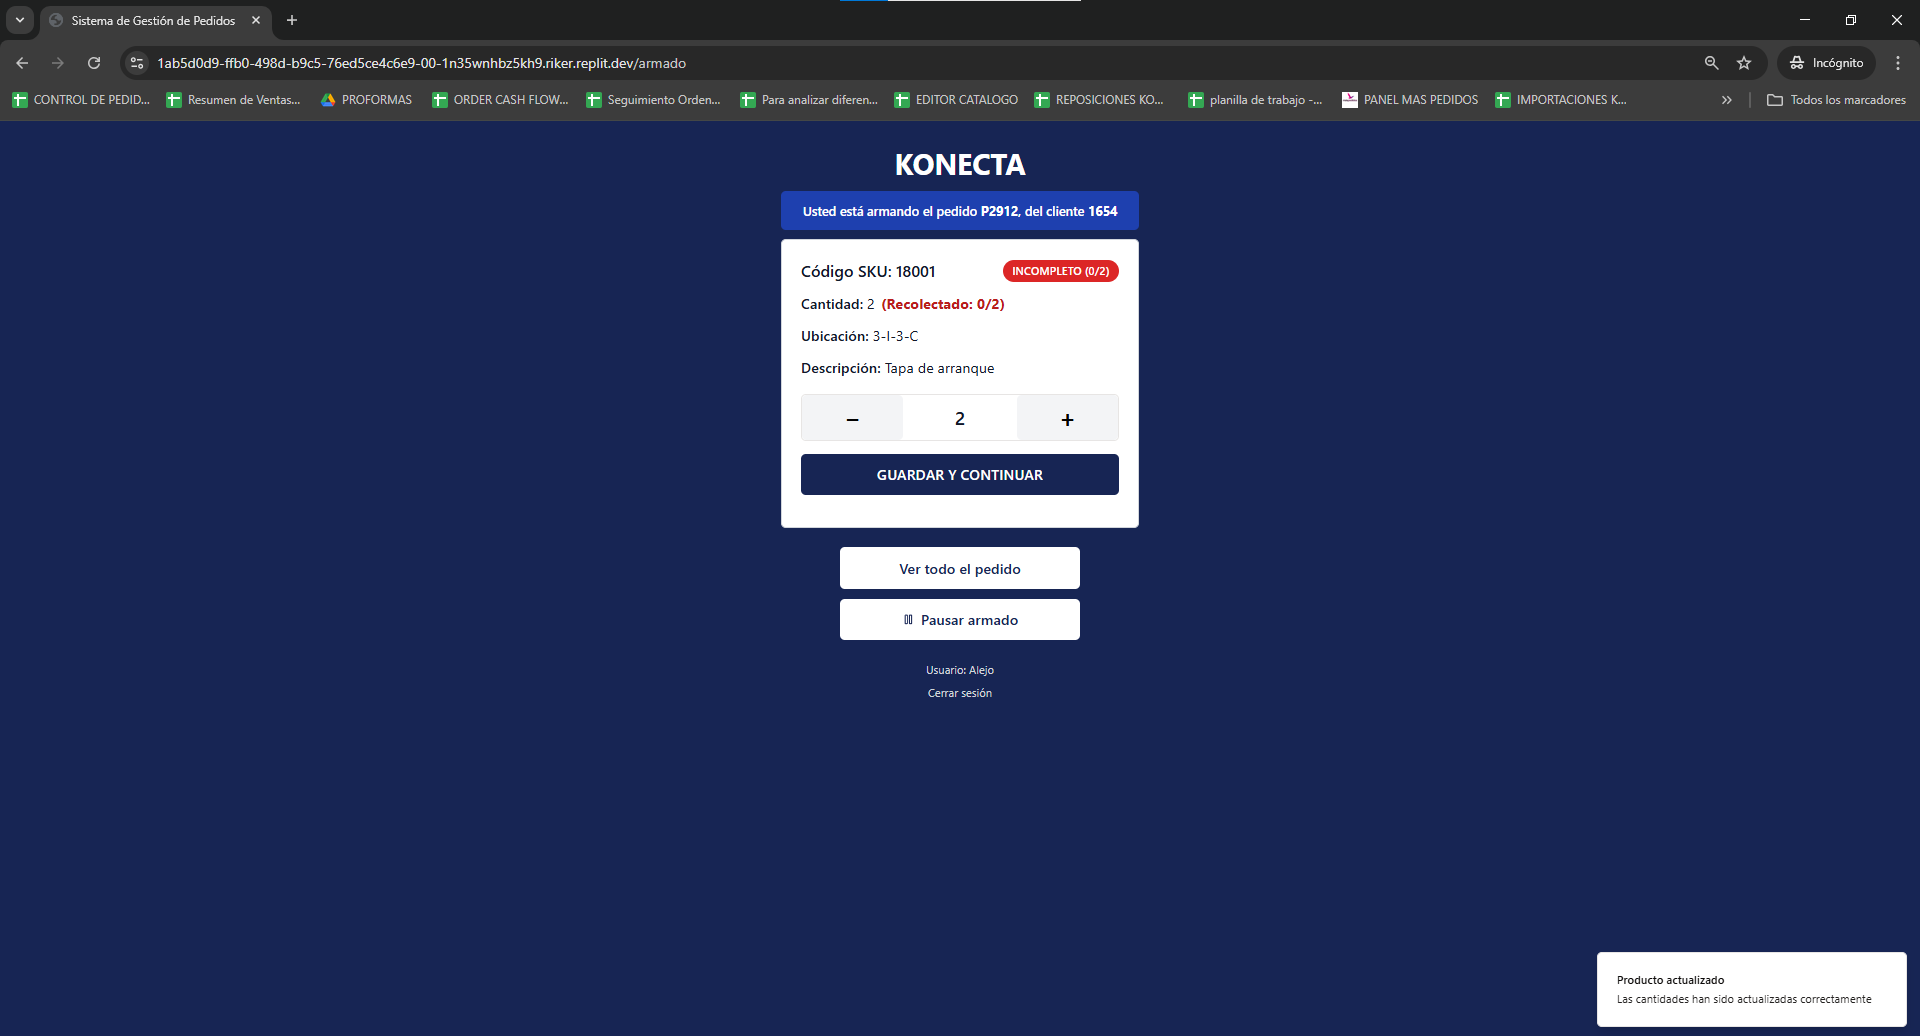 Sistema de Gestión de Pedidos
1ab5d0d9-ffb0-498d-b9c5-76ed5ce4c6e9-00-1n35wnhbz5kh9.riker.replit.dev/armado
Incógnito
CONTROL DE PEDID...
Resumen de Ventas...
PROFORMAS
ORDER CASH FLOW...
Seguimiento Orden...
Para analizar diferen...
EDITOR CATALOGO
REPOSICIONES KO...
planilla de trabajo -...
PANEL MAS PEDIDOS
IMPORTACIONES K...
Todos los marcadores
KONECTA
Usted está armando el pedido P2912, del cliente 1654
Código SKU: 18001
INCOMPLETO (0/2)
Cantidad: 2 (Recolectado: 0/2)
Ubicación: 3-I-3-C
Descripción: Tapa de arranque
− 2 +
GUARDAR Y CONTINUAR
Ver todo el pedido
Pausar armado
Usuario: Alejo
Cerrar sesión
Producto actualizado
Las cantidades han sido actualizadas correctamente